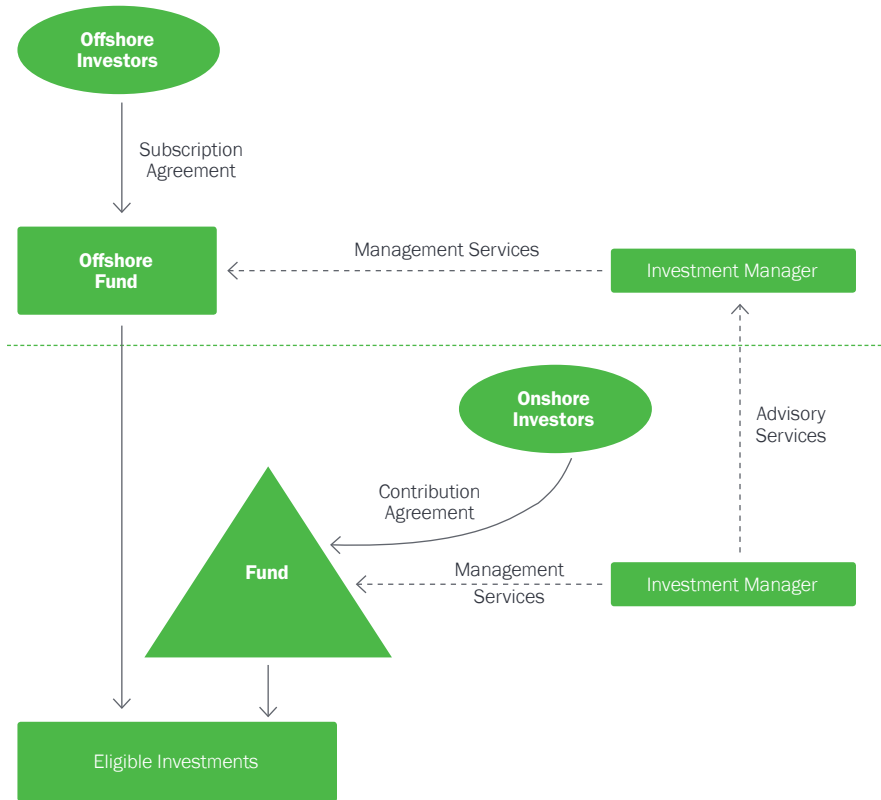 Offshore
Investors
Subscription
Agreement
Offshore
Fund
Management Services
Investment Manager
Onshore
Investors
Advisory
Services
Contribution
Agreement
Fund
Management
Services
Investment Manager
Eligible Investments